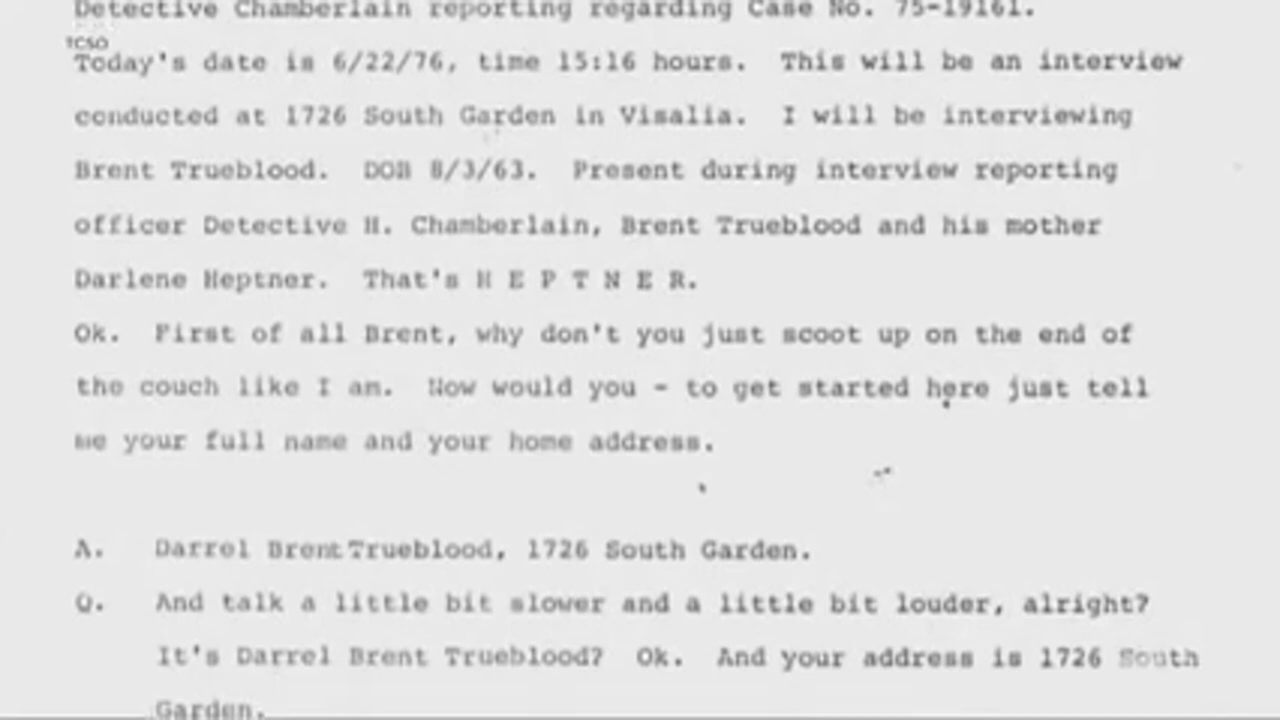 Detective Chamberlain reporting regarding Case No. 75-19161.
TCSO
Today's date is 6/22/76, time 15:16 hours.  This will be an interview
conducted at 1726 South Garden in Visalia.  I will be interviewing
Brent Trueblood.  DOB 8/3/63.  Present during interview reporting
officer Detective H. Chamberlain, Brent Trueblood and his mother
Darlene Heptner.  That's H E P T N E R.
Ok.  First of all Brent, why don't you just scoot up on the end of
the couch like I am.  Now would you - to get started here just tell
me your full name and your home address.
A.   Darrel Brent Trueblood, 1726 South Garden.
Q.   And talk a little bit slower and a little bit louder, alright?
It's Darrel Brent Trueblood?  Ok.  And your address is 1726 South
Garden.